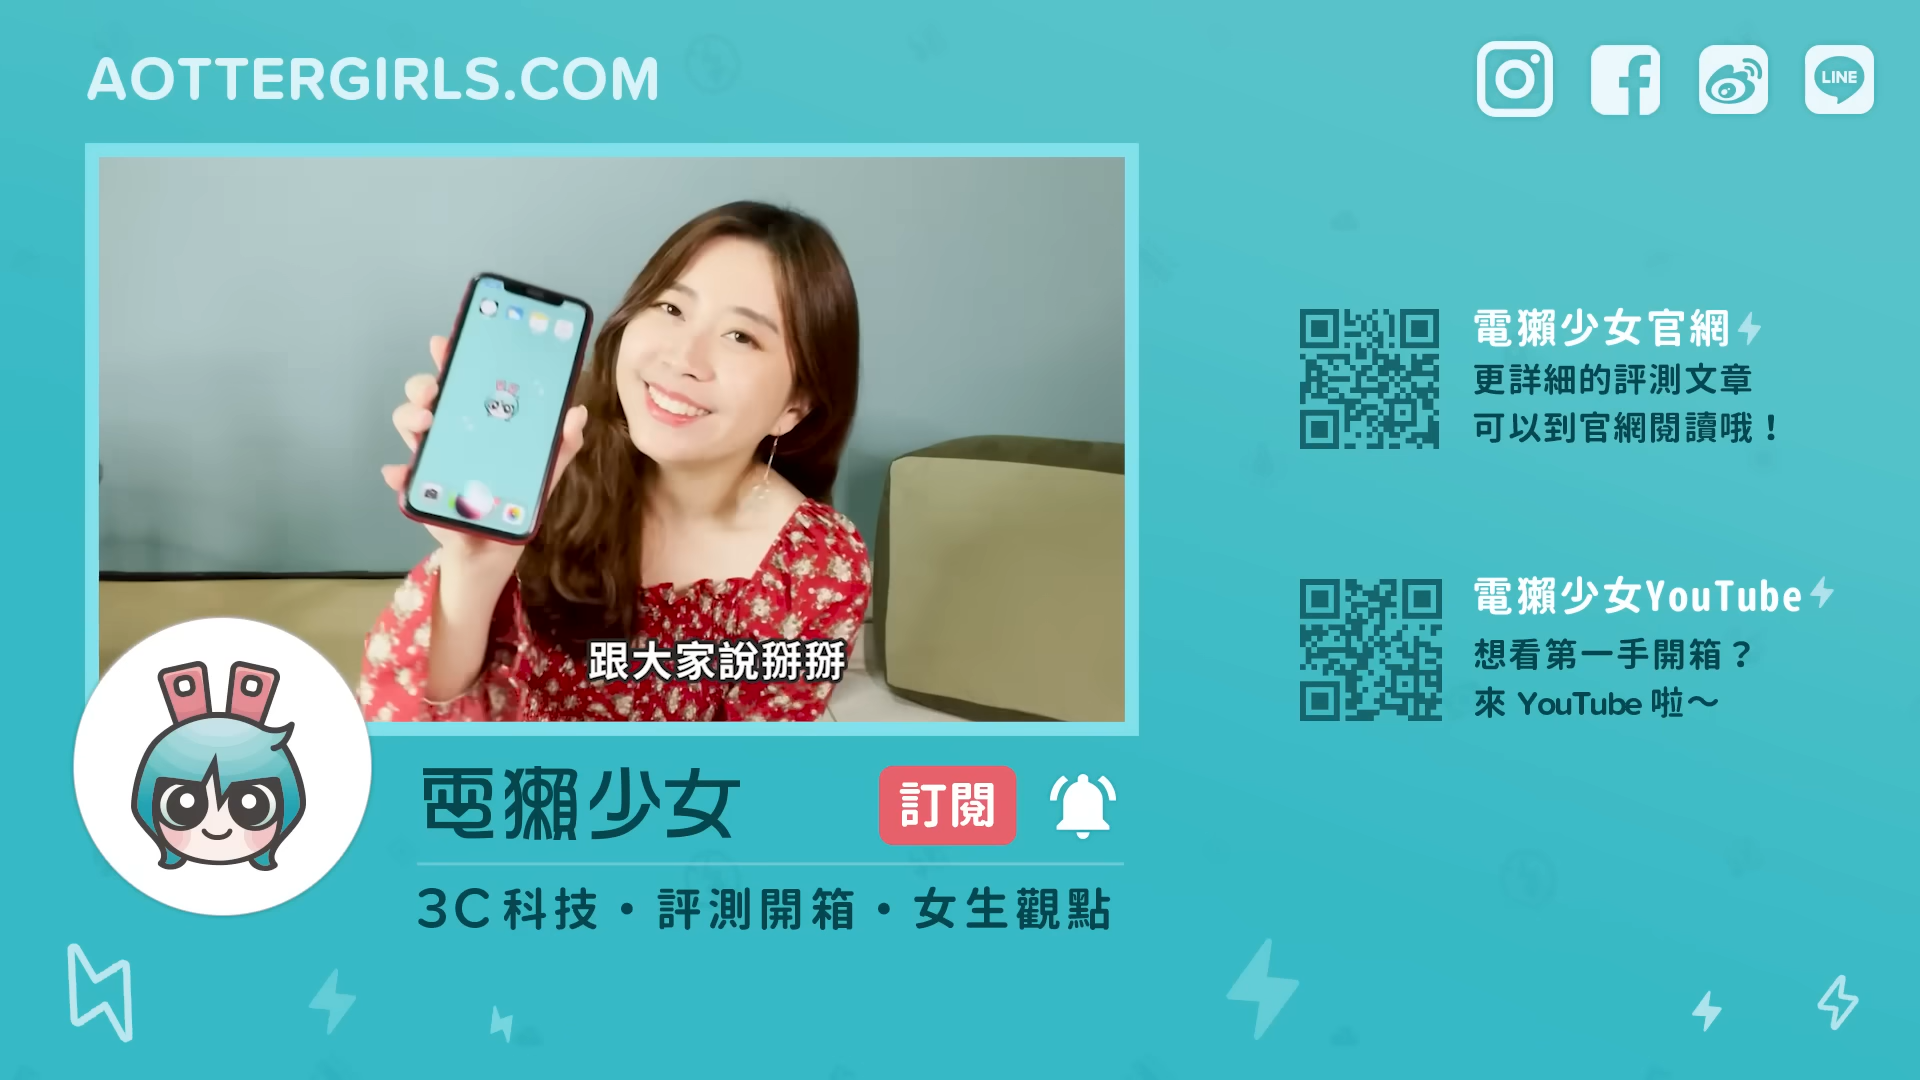 AOTTERGIRLS.COM
LINE
跟大家說掰掰
電獺少女官網
更詳細的評測文章
可以到官網閱讀哦！
電獺少女YouTube
想看第一手開箱？
來 YouTube 啦～
電獺少女
訂閱
3C科技・評測開箱・女生觀點